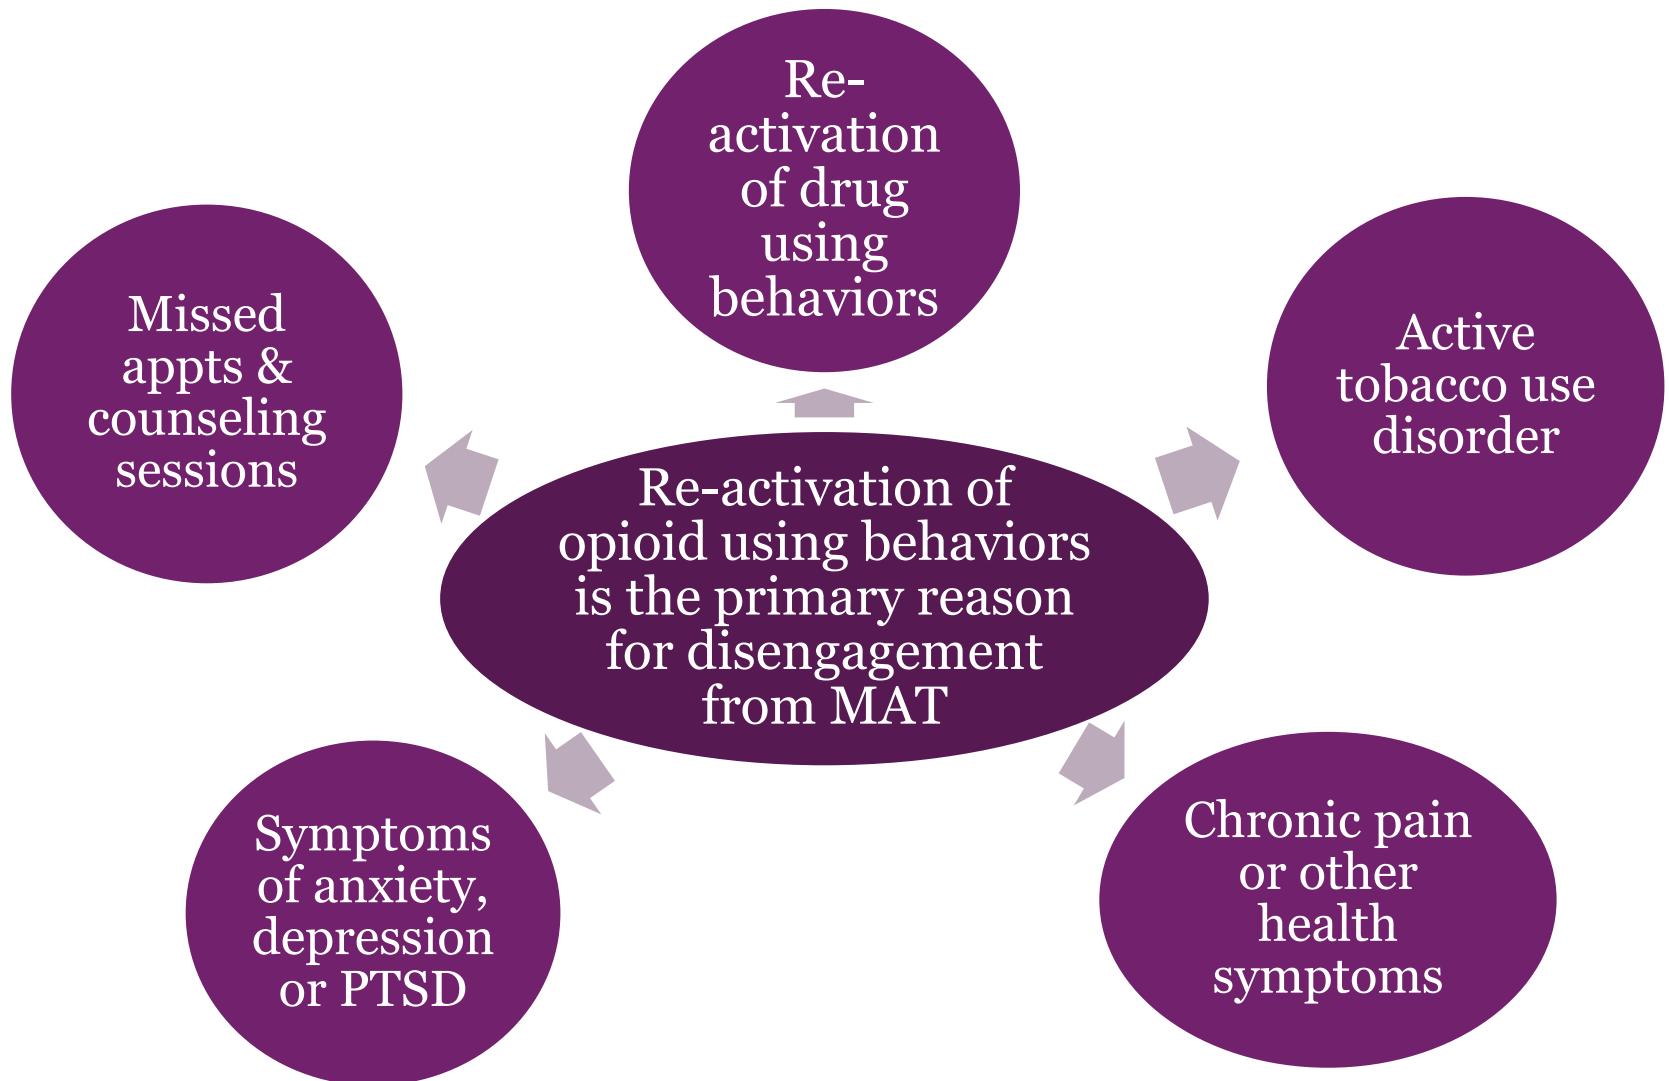 Re-
activation
of drug
using
behaviors
Missed
appts &
counseling
sessions
Active
tobacco use
disorder
Re-activation of
opioid using behaviors
is the primary reason
for disengagement
from MAT
Symptoms
of anxiety,
depression
or PTSD
Chronic pain
or other
health
symptoms